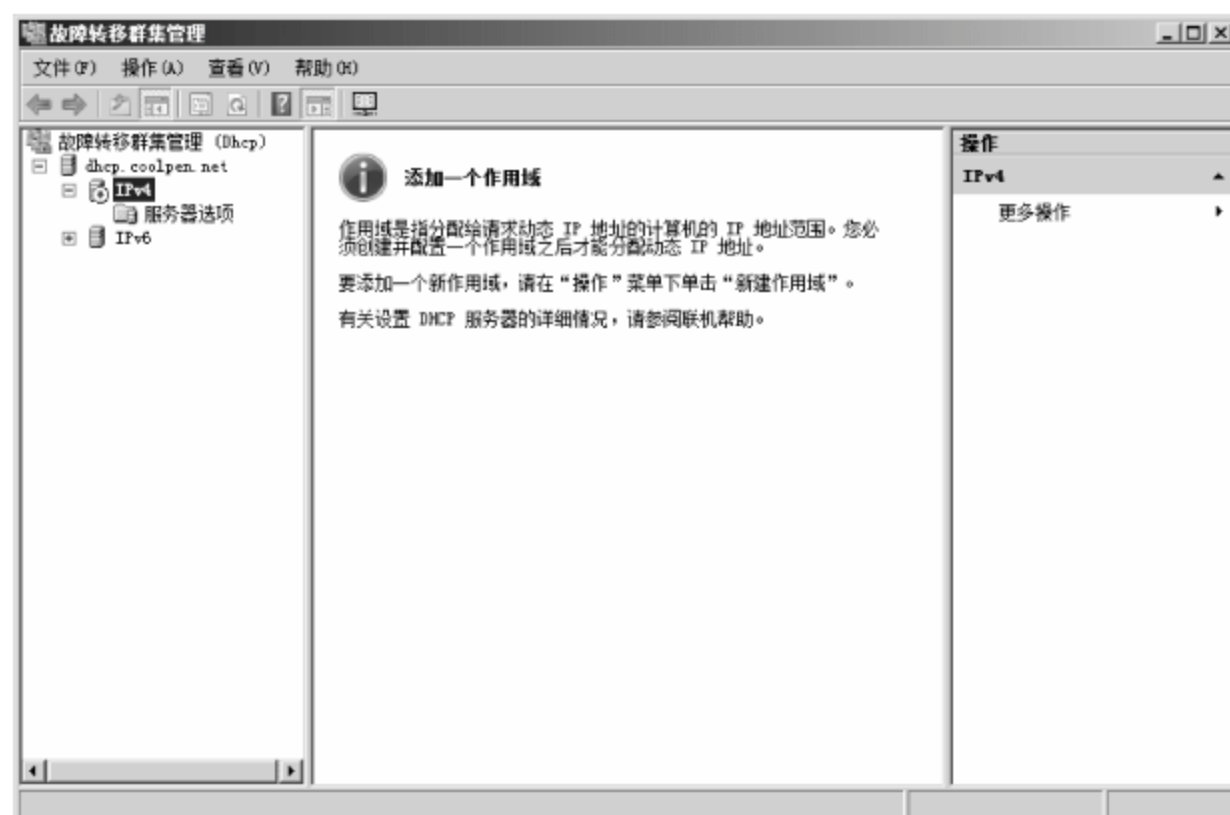 故障转移群集管理
文件(F) 操作(A) 查看(V) 帮助(H)
故障转移群集管理 (Dhcp)
dhcp.coolpen.net
IPv4
服务器选项
IPv6
添加一个作用域
作用域是指分配给请求动态 IP 地址的计算机的 IP 地址范围。您必
须创建并配置一个作用域之后才能分配动态 IP 地址。
要添加一个新作用域，请在“操作”菜单下单击“新建作用域”。
有关设置 DHCP 服务器的详细情况，请参阅联机帮助。
操作
IPv4
更多操作